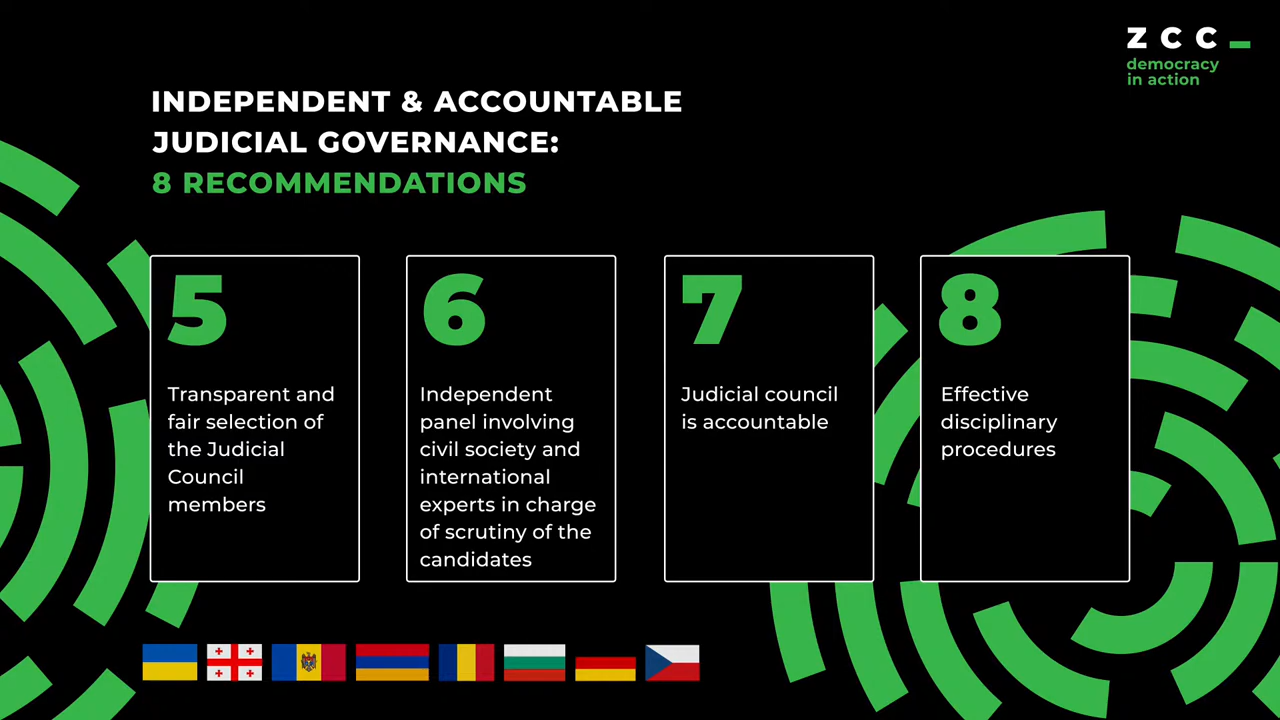 ZCC_
democracy
in action
INDEPENDENT & ACCOUNTABLE
JUDICIAL GOVERNANCE:
8 RECOMMENDATIONS
5
Transparent and
fair selection of
the Judicial
Council
members
6
Independent
panel involving
civil society and
international
experts in charge
of scrutiny of the
candidates
7
Judicial council
is accountable
8
Effective
disciplinary
procedures